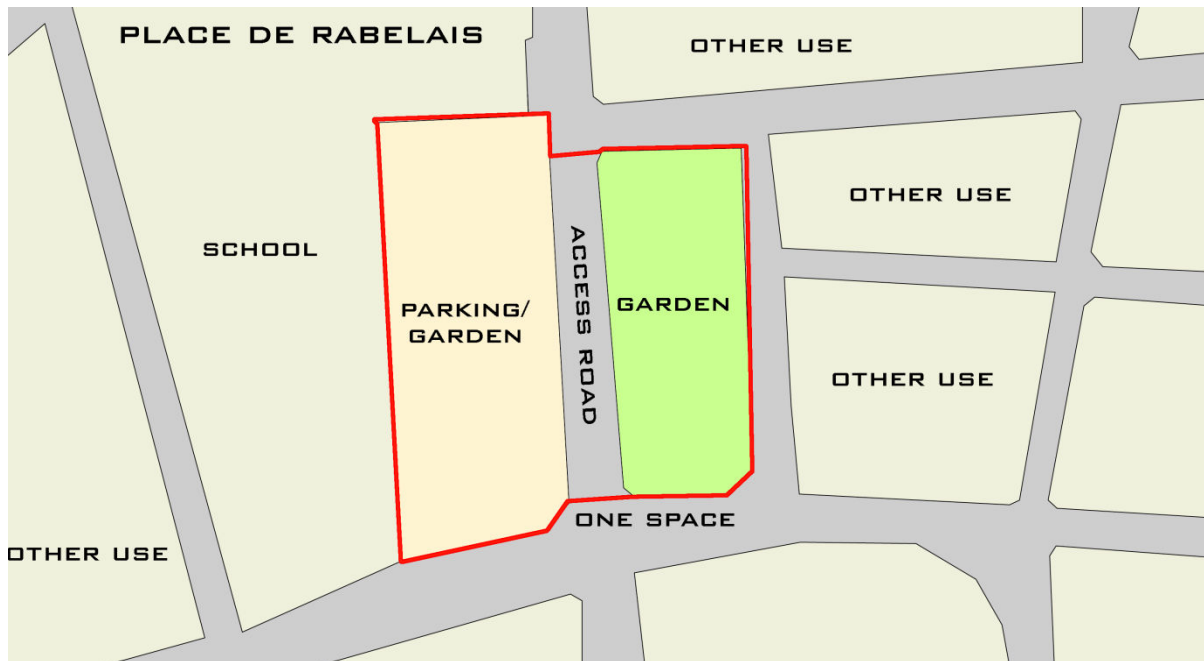 PLACE DE RABELAIS
OTHER USE
OTHER USE
SCHOOL
PARKING/
GARDEN
ACCESS ROAD
GARDEN
OTHER USE
ONE SPACE
OTHER USE